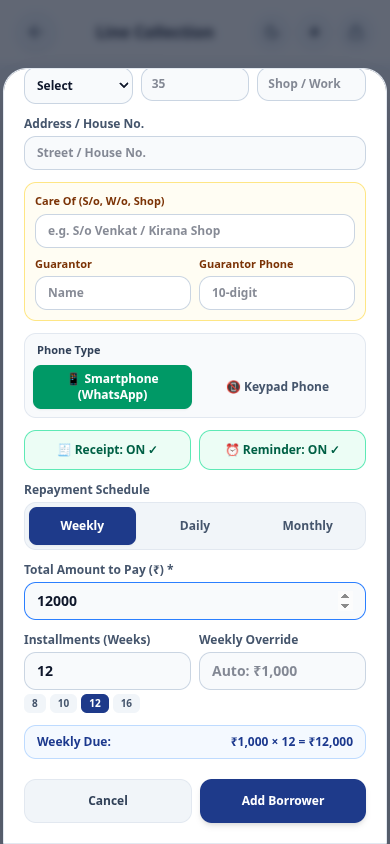 Line Collection
Select
35
Shop / Work
Address / House No.
Street / House No.
Care Of (S/o, W/o, Shop)
e.g. S/o Venkat / Kirana Shop
Guarantor
Guarantor Phone
Name
10-digit
Phone Type
📱 Smartphone
(WhatsApp)
📵 Keypad Phone
🧾 Receipt: ON ✓
⏰ Reminder: ON ✓
Repayment Schedule
Weekly
Daily
Monthly
Total Amount to Pay (₹) *
12000
Installments (Weeks)
Weekly Override
12
Auto: ₹1,000
8
10
12
16
Weekly Due:
₹1,000 × 12 = ₹12,000
Cancel
Add Borrower